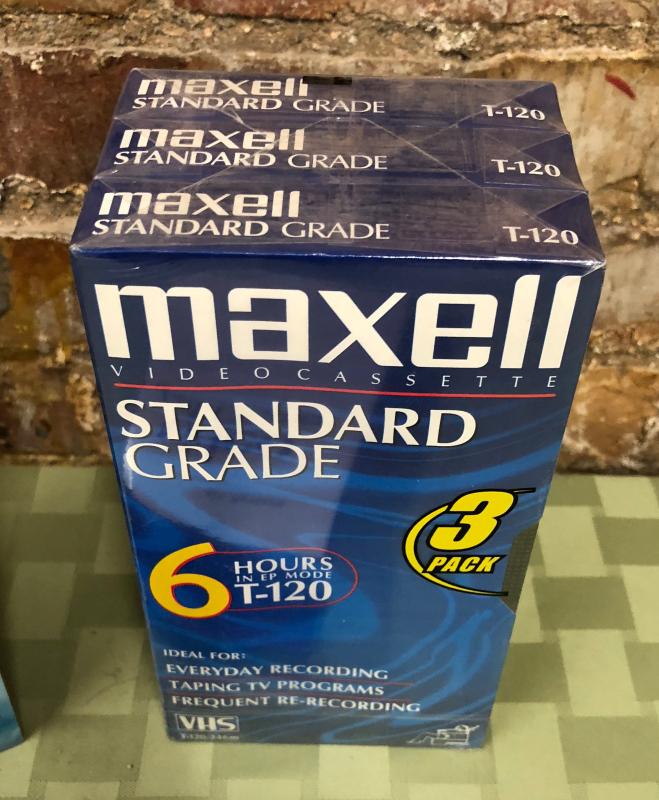 maxell
STANDARD GRADE
T-120
maxell
STANDARD GRADE
T-120
maxell
STANDARD GRADE
T-120
maxell
VIDEOCASSETTE
STANDARD
GRADE
3
PACK
6 HOURS
IN EP MODE
T-120
IDEAL FOR:
EVERYDAY RECORDING
TAPING TV PROGRAMS
FREQUENT RE-RECORDING
VHS